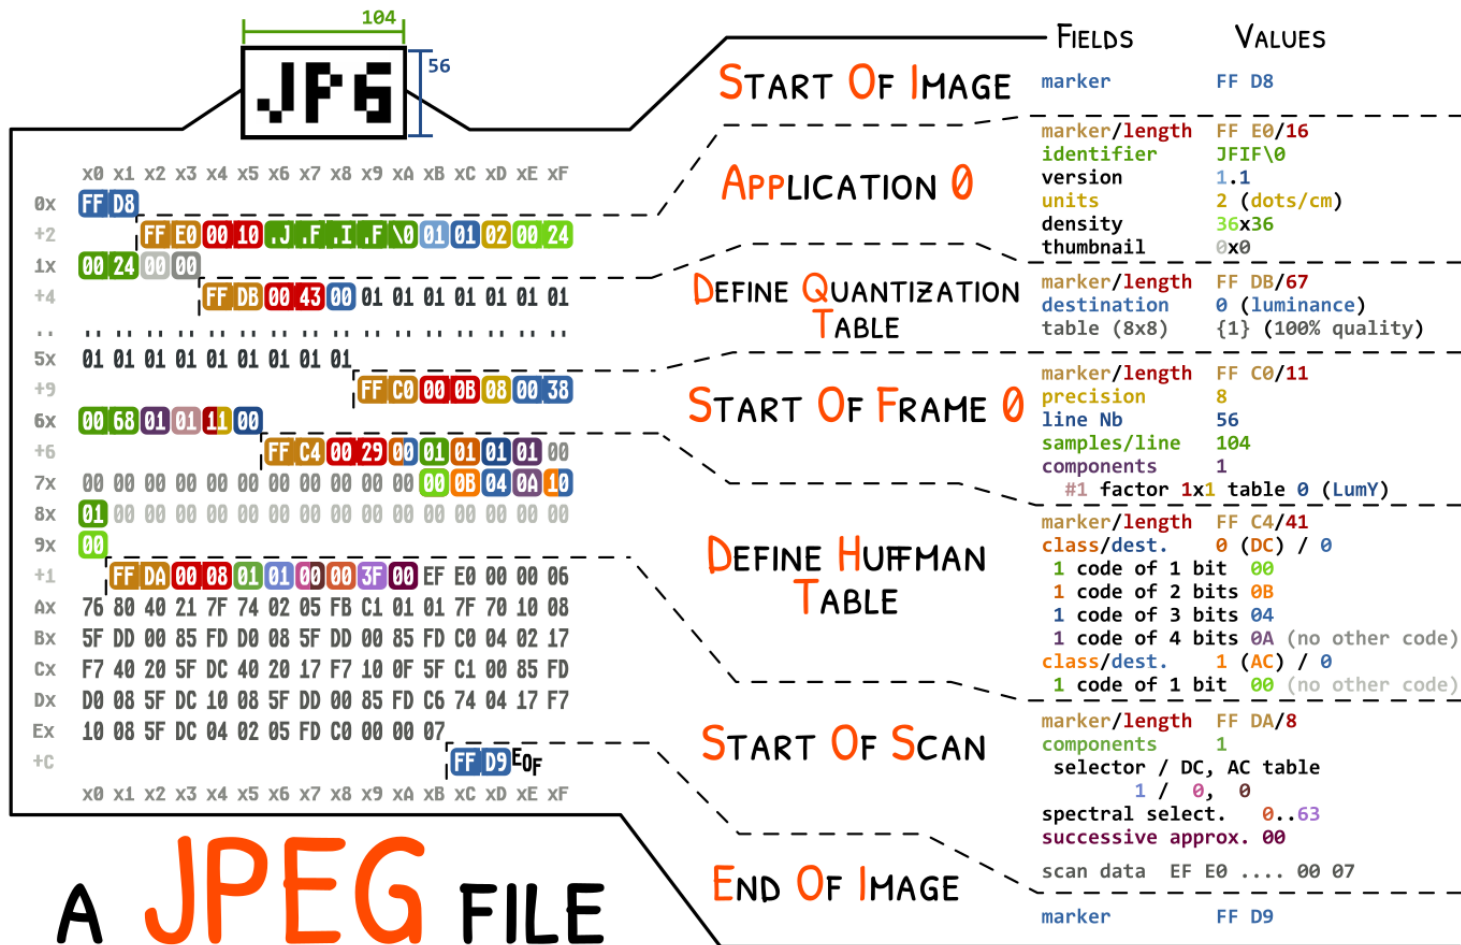 104
JPG
56
x0 x1 x2 x3 x4 x5 x6 x7 x8 x9 xA xB xC xD xE xF
0x FF D8
+2 FF E0 00 10 .J .F .I .F \0 01 01 02 00 24
1x 00 24 00 00
+4 FF DB 00 43 00 01 01 01 01 01 01 01
.. .. .. .. .. .. .. .. .. .. .. .. .. .. .. .. ..
5x 01 01 01 01 01 01 01 01 01
+9 FF C0 00 0B 08 00 38
6x 00 68 01 01 11 00
+6 FF C4 00 29 00 01 01 01 01 00
7x 00 00 00 00 00 00 00 00 00 00 00 00 0B 04 0A 10
8x 01 00 00 00 00 00 00 00 00 00 00 00 00 00 00 00
9x 00
+1 FF DA 00 08 01 01 00 00 3F 00 EF E0 00 00 06
Ax 76 80 40 21 7F 74 02 05 FB C1 01 01 7F 70 10 08
Bx 5F DD 00 85 FD D0 08 5F DD 00 85 FD C0 04 02 17
Cx F7 40 20 5F DC 40 20 17 F7 10 0F 5F C1 00 85 FD
Dx D0 08 5F DC 10 08 5F DD 00 85 FD C6 74 04 17 F7
Ex 10 08 5F DC 04 02 05 FD C0 00 00 07
+C FF D9 EOF
x0 x1 x2 x3 x4 x5 x6 x7 x8 x9 xA xB xC xD xE xF
A JPEG FILE
FIELDS VALUES
START OF IMAGE
marker FF D8
APPLICATION 0
marker/length FF E0/16
identifier JFIF\0
version 1.1
units 2 (dots/cm)
density 36x36
thumbnail 0x0
DEFINE QUANTIZATION
TABLE
marker/length FF DB/67
destination 0 (luminance)
table (8x8) {1} (100% quality)
START OF FRAME 0
marker/length FF C0/11
precision 8
line Nb 56
samples/line 104
components 1
#1 factor 1x1 table 0 (LumY)
DEFINE HUFFMAN
TABLE
marker/length FF C4/41
class/dest. 0 (DC) / 0
1 code of 1 bit 00
1 code of 2 bits 0B
1 code of 3 bits 04
1 code of 4 bits 0A (no other code)
class/dest. 1 (AC) / 0
1 code of 1 bit 00 (no other code)
START OF SCAN
marker/length FF DA/8
components 1
selector / DC, AC table
1 / 0, 0
spectral select. 0..63
successive approx. 00
scan data EF E0 .... 00 07
END OF IMAGE
marker FF D9